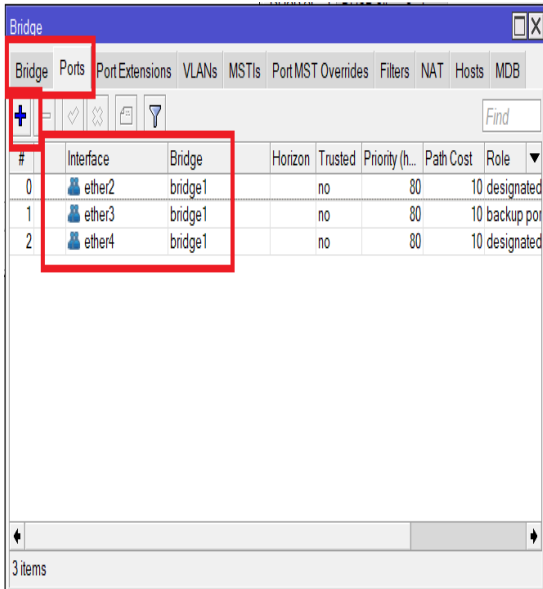 Bridge
Bridge Ports Port Extensions VLANs MSTIs Port MST Overrides Filters NAT Hosts MDB
Find
# Interface Bridge Horizon Trusted Priority (h... Path Cost Role
0 ether2 bridge1 no 80 10 designated
1 ether3 bridge1 no 80 10 backup por
2 ether4 bridge1 no 80 10 designated
3 items